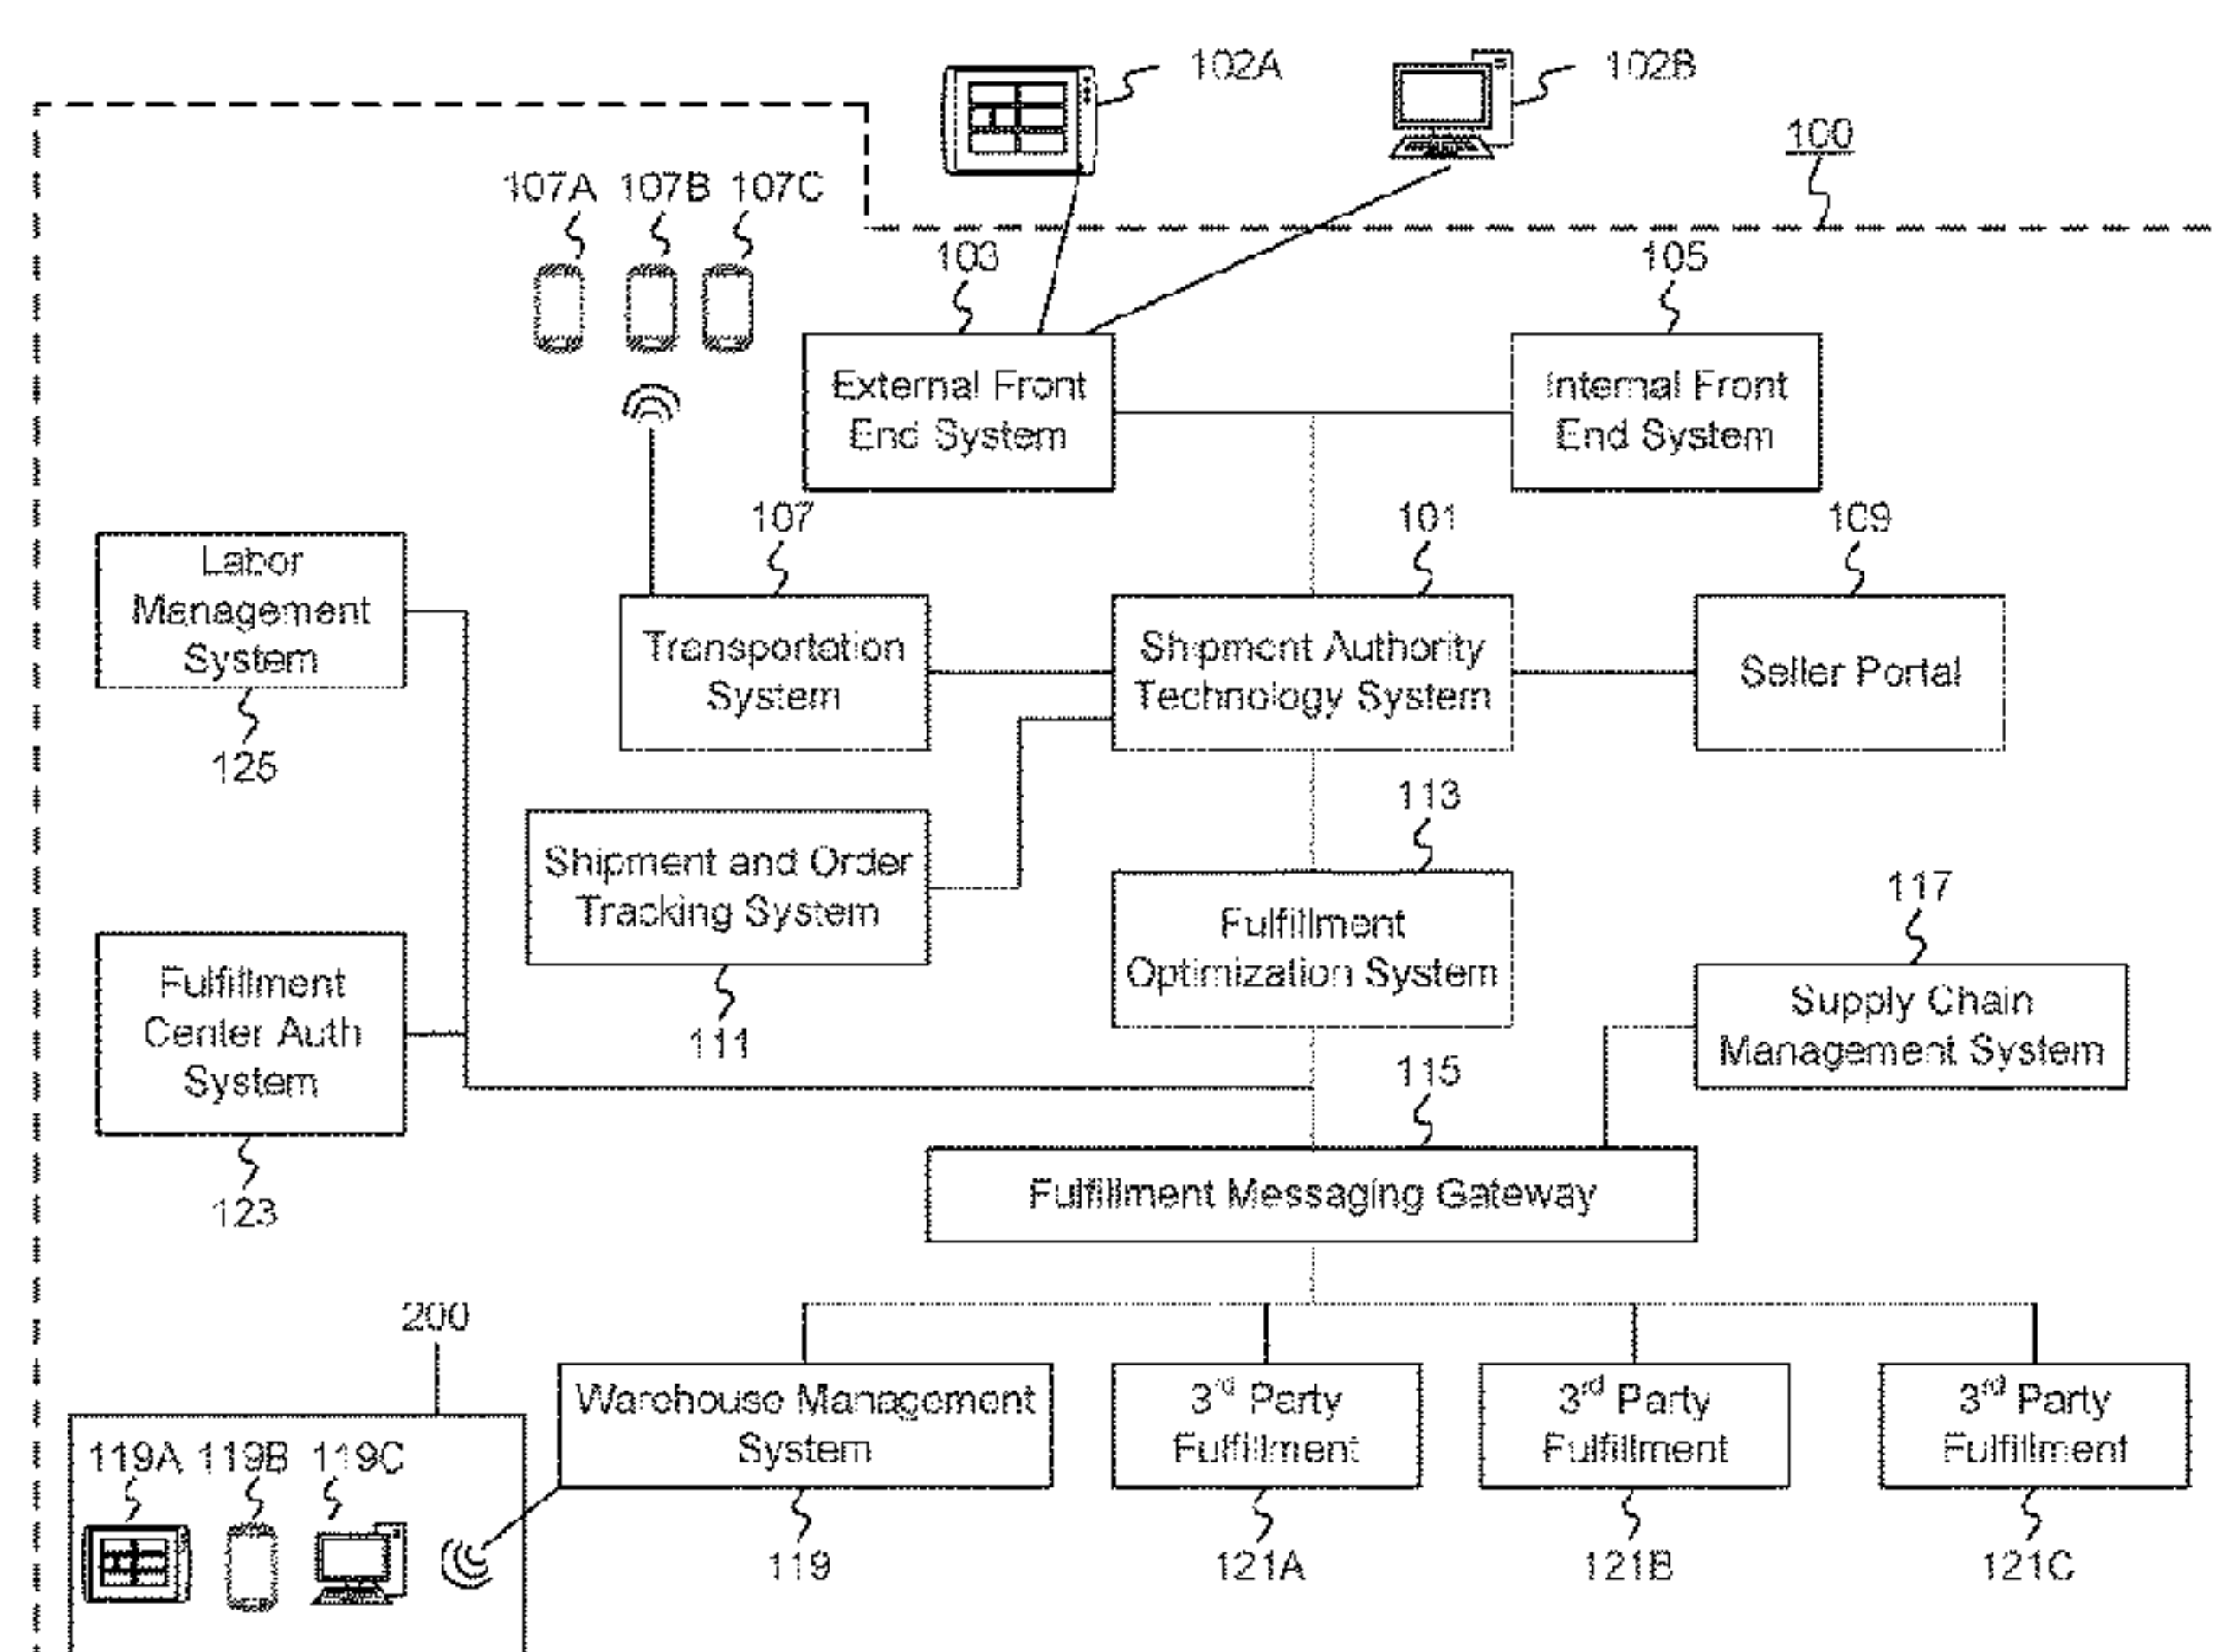 102A
102B
100
107A 107B 107C
103
105
External Front
End System
Internal Front
End System
107
101
109
Labor
Management
System
125
Transportation
System
Shipment Authority
Technology System
Seller Portal
113
Shipment and Order
Tracking System
111
Fulfillment
Optimization System
117
Supply Chain
Management System
Fulfillment
Center Auth
System
123
115
Fulfillment Messaging Gateway
200
119A 119B 119C
Warehouse Management
System
119
3rd Party
Fulfillment
121A
3rd Party
Fulfillment
121B
3rd Party
Fulfillment
121C